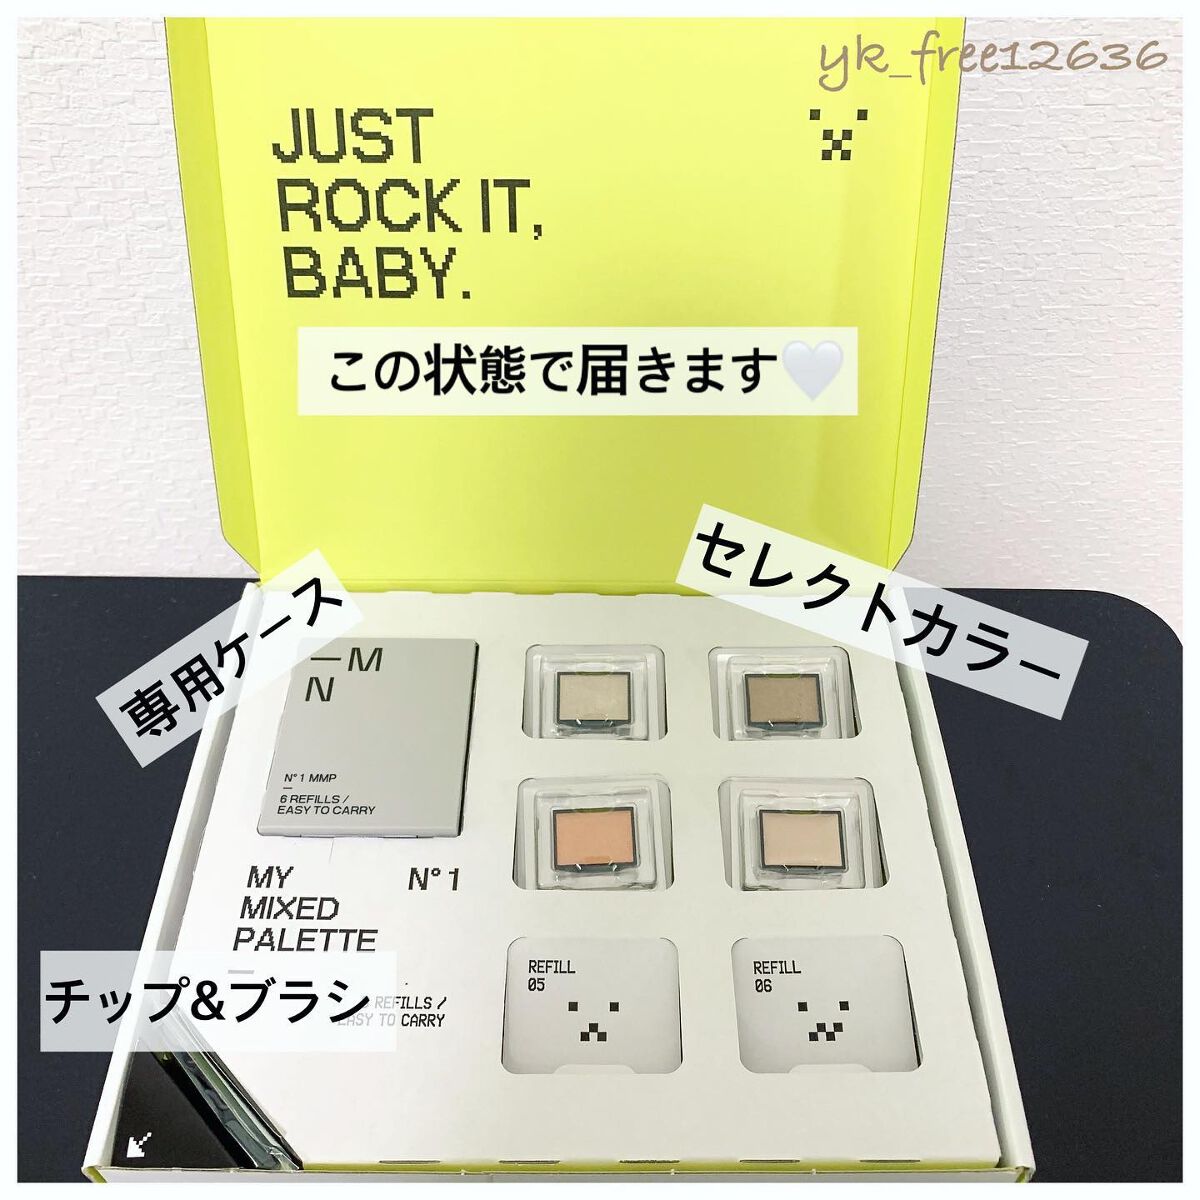 yk_free12636
JUST
ROCK IT,
BABY.
この状態で届きます🤍
セレクトカラー
専用ケース
—M
N
N° 1 MMP
—
6 REFILLS /
EASY TO CARRY
MY N° 1
MIXED
PALETTE
—
チップ&ブラシ
REFILLS /
EASY TO CARRY
REFILL
05
REFILL
06